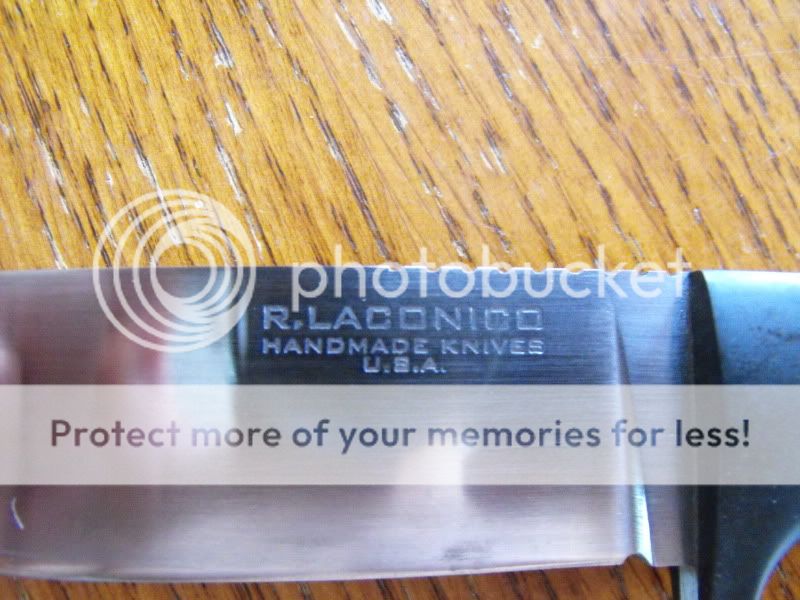 photobucket
R.LACONICO
HANDMADE KNIVES
U.S.A.
Protect more of your memories for less!